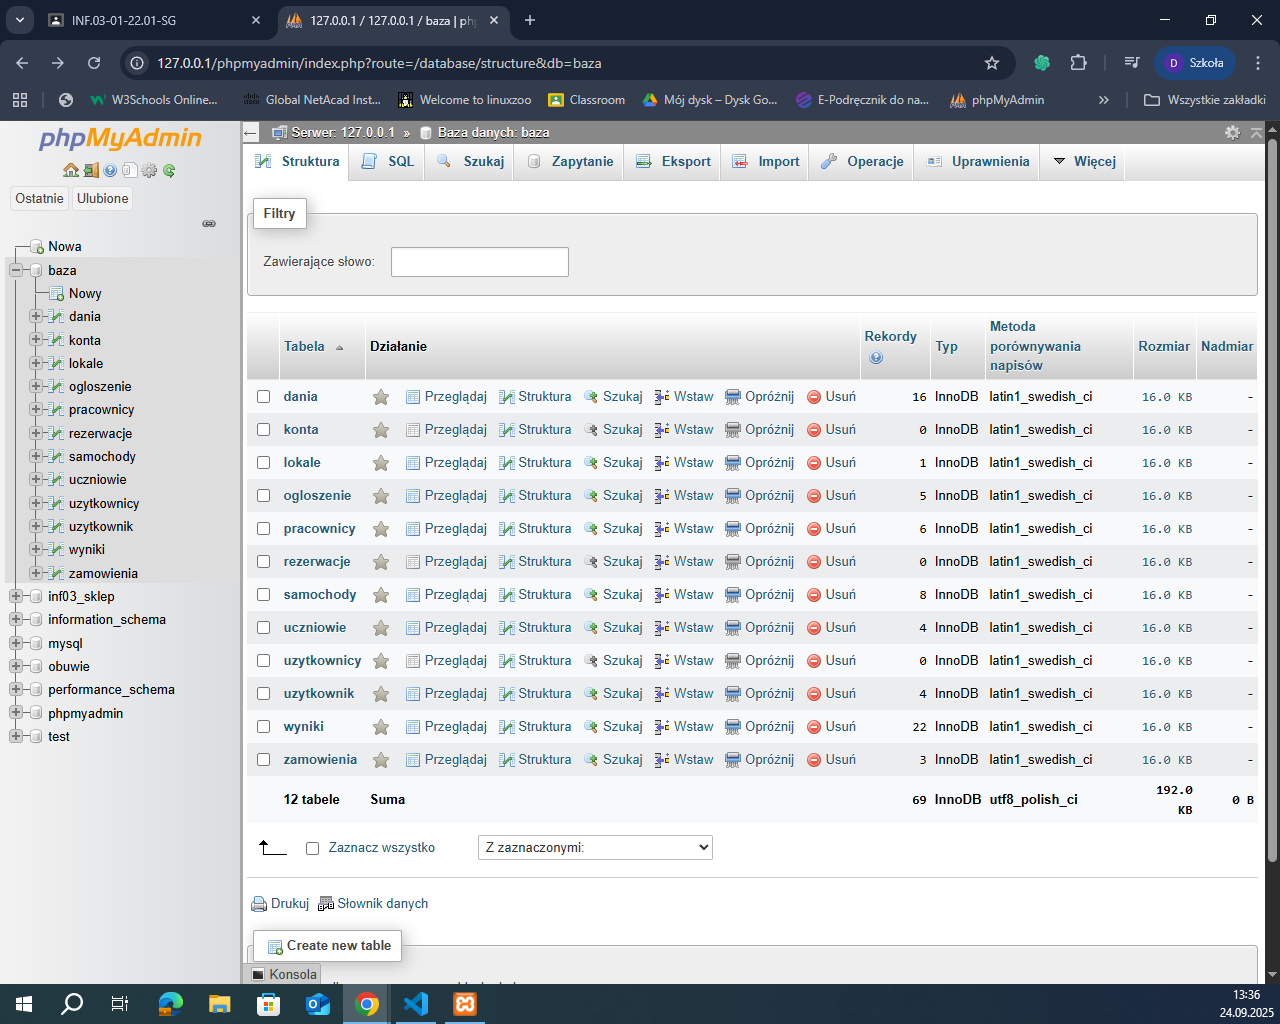 INF.03-01-22.01-SG
127.0.0.1 / 127.0.0.1 / baza | ph
127.0.0.1/phpmyadmin/index.php?route=/database/structure&db=baza
D Szkoła
W3Schools Online...
Global NetAcad Inst...
Welcome to linuxzoo
Classroom
Mój dysk – Dysk Go...
E-Podręcznik do na...
phpMyAdmin
»
Wszystkie zakładki
phpMyAdmin
Ostatnie Ulubione
Nowa
baza
Nowy
dania
konta
lokale
ogloszenie
pracownicy
rezerwacje
samochody
uczniowie
uzytkownicy
uzytkownik
wyniki
zamowienia
inf03_sklep
information_schema
mysql
obuwie
performance_schema
phpmyadmin
test
Serwer: 127.0.0.1 » Baza danych: baza
Struktura SQL Szukaj Zapytanie Eksport Import Operacje Uprawnienia Więcej
Filtry
Zawierające słowo:
Tabela Działanie Rekordy Typ Metoda porównywania napisów Rozmiar Nadmiar
dania Przeglądaj Struktura Szukaj Wstaw Opróżnij Usuń 16 InnoDB latin1_swedish_ci 16.0 KB -
konta Przeglądaj Struktura Szukaj Wstaw Opróżnij Usuń 0 InnoDB latin1_swedish_ci 16.0 KB -
lokale Przeglądaj Struktura Szukaj Wstaw Opróżnij Usuń 1 InnoDB latin1_swedish_ci 16.0 KB -
ogloszenie Przeglądaj Struktura Szukaj Wstaw Opróżnij Usuń 5 InnoDB latin1_swedish_ci 16.0 KB -
pracownicy Przeglądaj Struktura Szukaj Wstaw Opróżnij Usuń 6 InnoDB latin1_swedish_ci 16.0 KB -
rezerwacje Przeglądaj Struktura Szukaj Wstaw Opróżnij Usuń 0 InnoDB latin1_swedish_ci 16.0 KB -
samochody Przeglądaj Struktura Szukaj Wstaw Opróżnij Usuń 8 InnoDB latin1_swedish_ci 16.0 KB -
uczniowie Przeglądaj Struktura Szukaj Wstaw Opróżnij Usuń 4 InnoDB latin1_swedish_ci 16.0 KB -
uzytkownicy Przeglądaj Struktura Szukaj Wstaw Opróżnij Usuń 0 InnoDB latin1_swedish_ci 16.0 KB -
uzytkownik Przeglądaj Struktura Szukaj Wstaw Opróżnij Usuń 4 InnoDB latin1_swedish_ci 16.0 KB -
wyniki Przeglądaj Struktura Szukaj Wstaw Opróżnij Usuń 22 InnoDB latin1_swedish_ci 16.0 KB -
zamowienia Przeglądaj Struktura Szukaj Wstaw Opróżnij Usuń 3 InnoDB latin1_swedish_ci 16.0 KB -
12 tabele Suma 69 InnoDB utf8_polish_ci 192.0 KB 0 B
Zaznacz wszystko Z zaznaczonymi:
Drukuj Słownik danych
Create new table
Konsola
13:36
24.09.2025